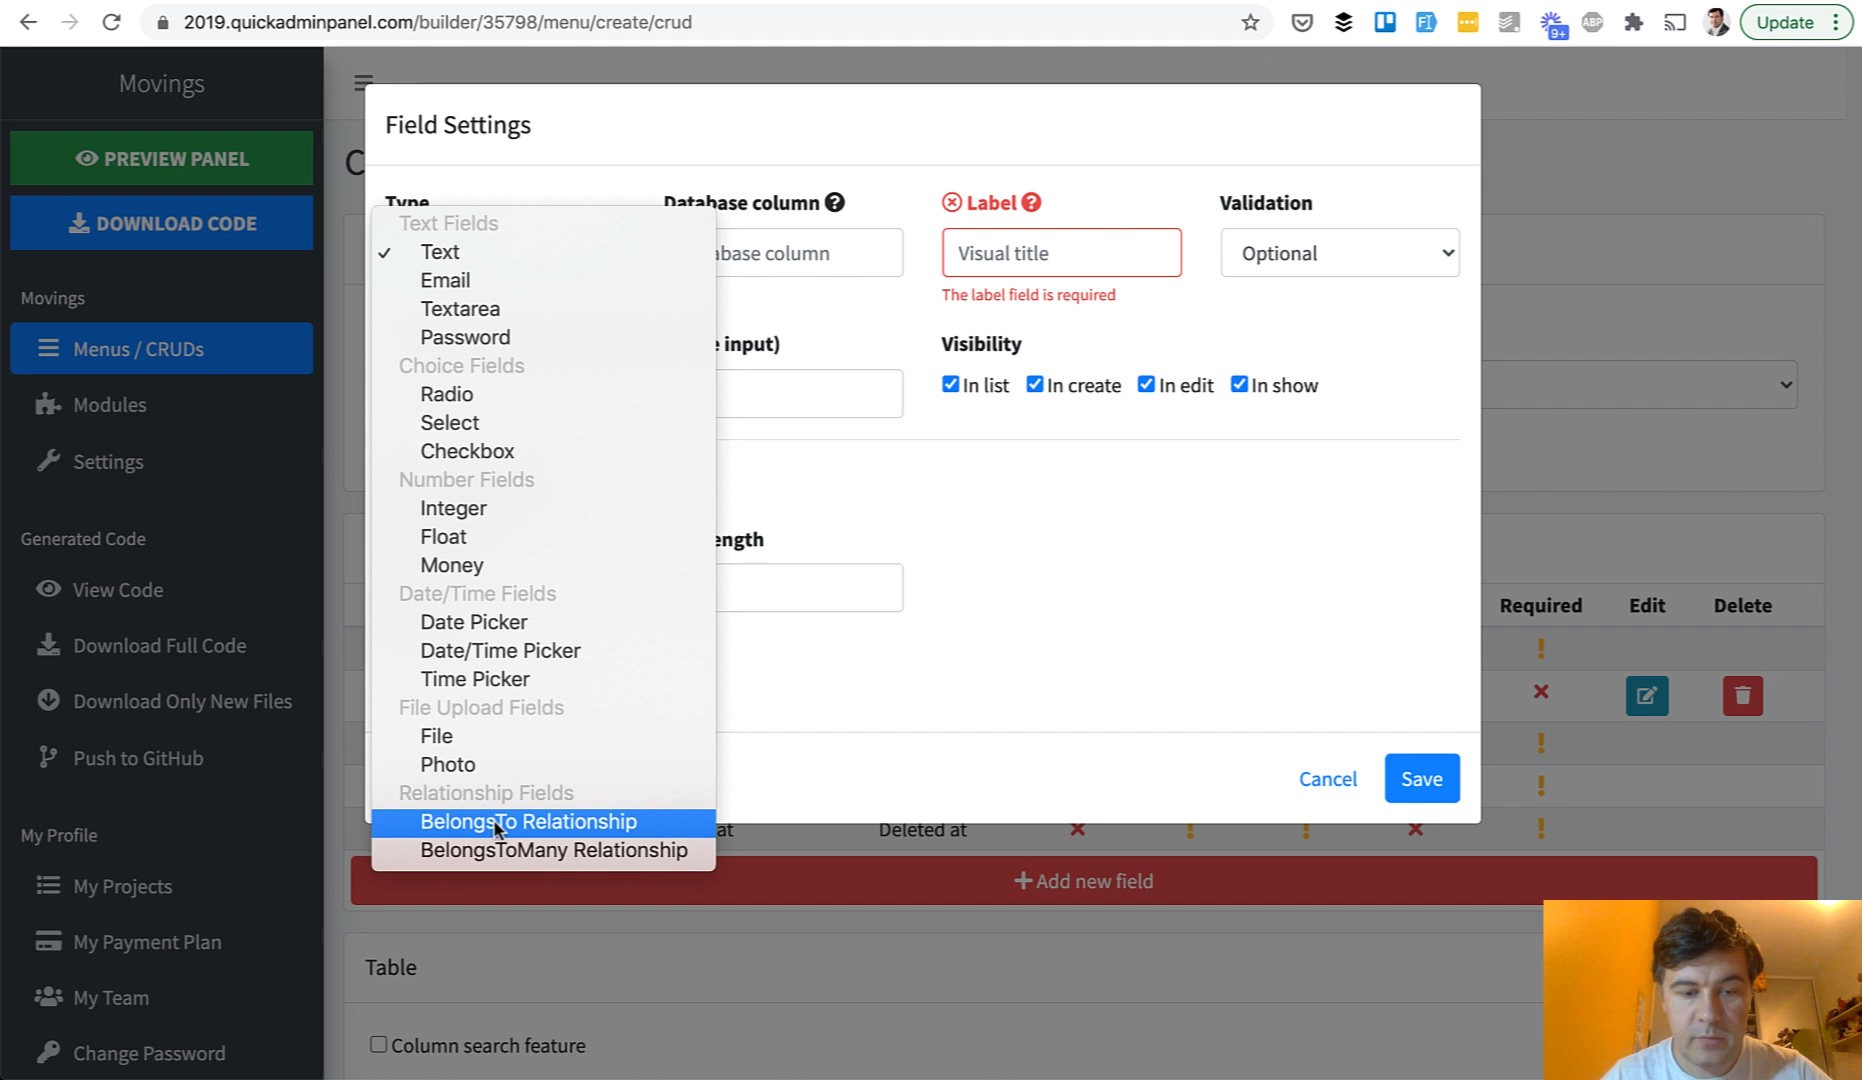 2019.quickadminpanel.com/builder/35798/menu/create/crud
9+
ABP
Update
Movings
PREVIEW PANEL
DOWNLOAD CODE
Movings
Menus / CRUDs
Modules
Settings
Generated Code
View Code
Download Full Code
Download Only New Files
Push to GitHub
My Profile
My Projects
My Payment Plan
My Team
Change Password
Field Settings
Type
Database column
Label
Validation
abase column
Visual title
Optional
The label field is required
e input)
Visibility
In list
In create
In edit
In show
ength
Text Fields
Text
Email
Textarea
Password
Choice Fields
Radio
Select
Checkbox
Number Fields
Integer
Float
Money
Date/Time Fields
Date Picker
Date/Time Picker
Time Picker
File Upload Fields
File
Photo
Relationship Fields
BelongsTo Relationship
BelongsToMany Relationship
Cancel
Save
Required
Edit
Delete
at
Deleted at
Add new field
Table
Column search feature